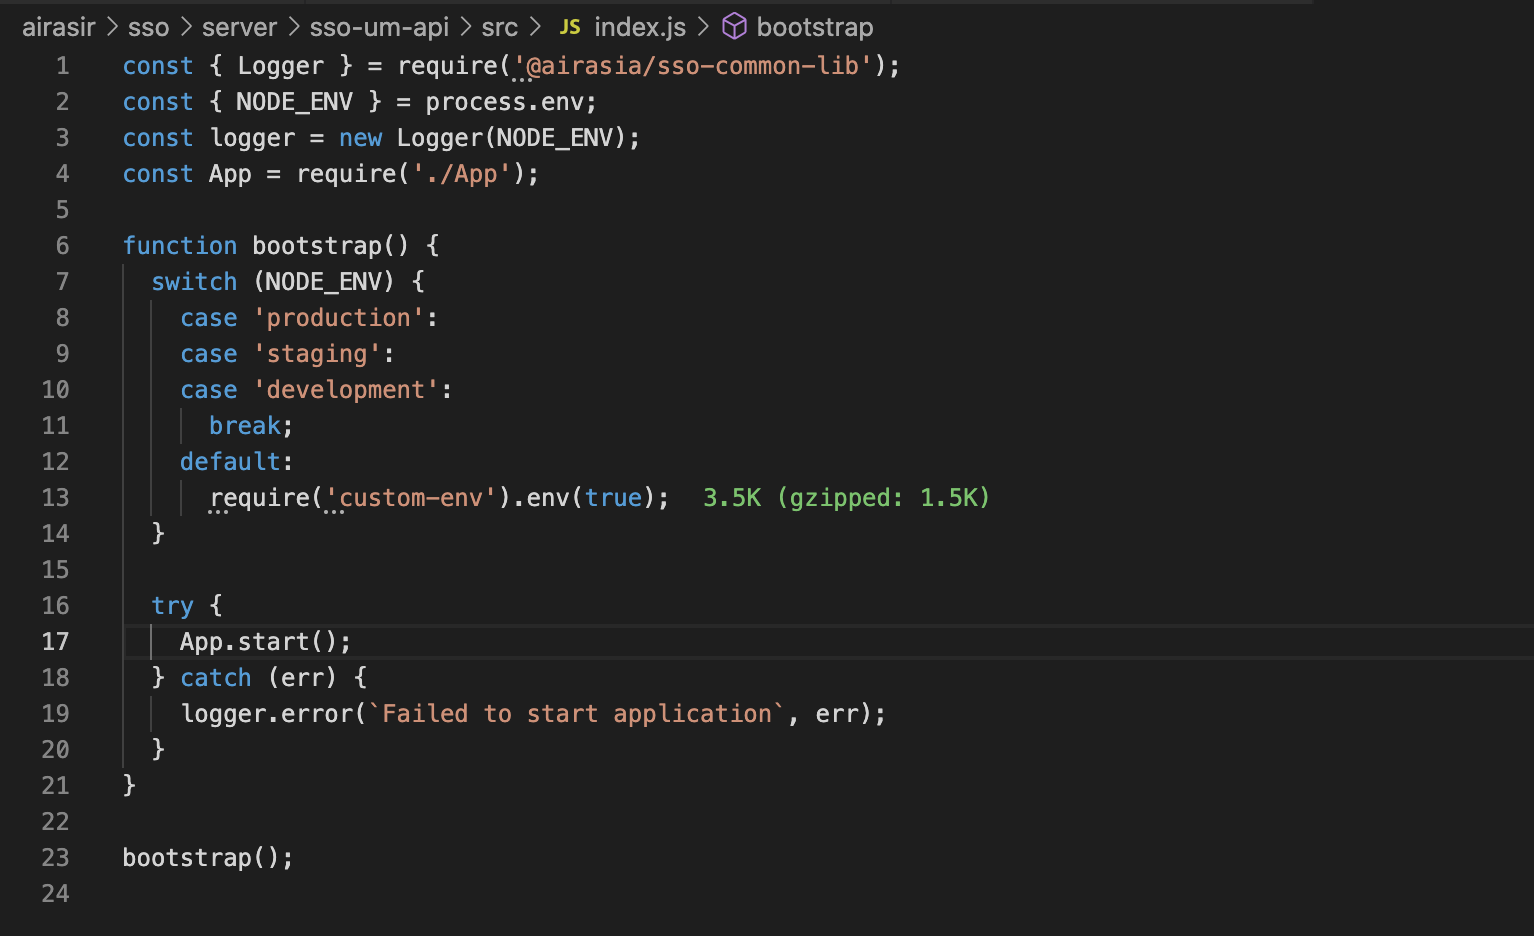 airasir > sso > server > sso-um-api > src > JS index.js > bootstrap
1 const { Logger } = require('@airasia/sso-common-lib');
2 const { NODE_ENV } = process.env;
3 const logger = new Logger(NODE_ENV);
4 const App = require('./App');
5
6 function bootstrap() {
7   switch (NODE_ENV) {
8     case 'production':
9     case 'staging':
10     case 'development':
11       break;
12     default:
13       require('custom-env').env(true);  3.5K (gzipped: 1.5K)
14   }
15
16   try {
17     App.start();
18   } catch (err) {
19     logger.error(`Failed to start application`, err);
20   }
21 }
22
23 bootstrap();
24